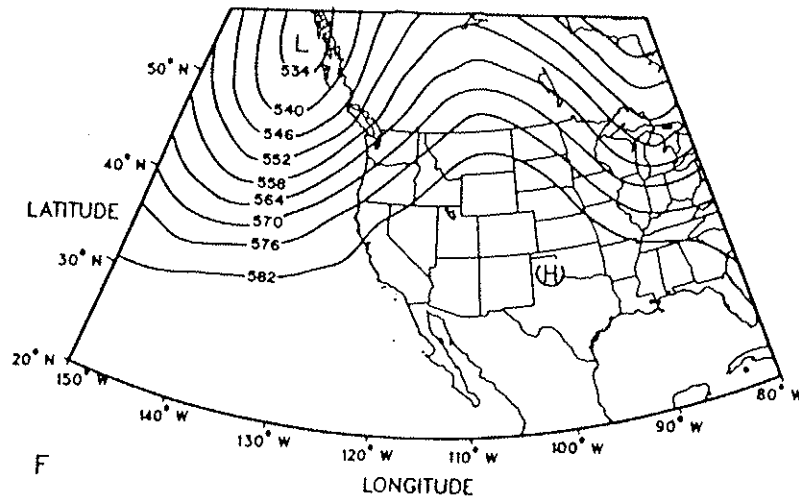 L
534
50° N
540
546
552
40° N
558
564
LATITUDE
570
576
30° N
582
(H)
20° N
150° W
80° W
140° W
90° W
130° W
100° W
120° W
110° W
F
LONGITUDE